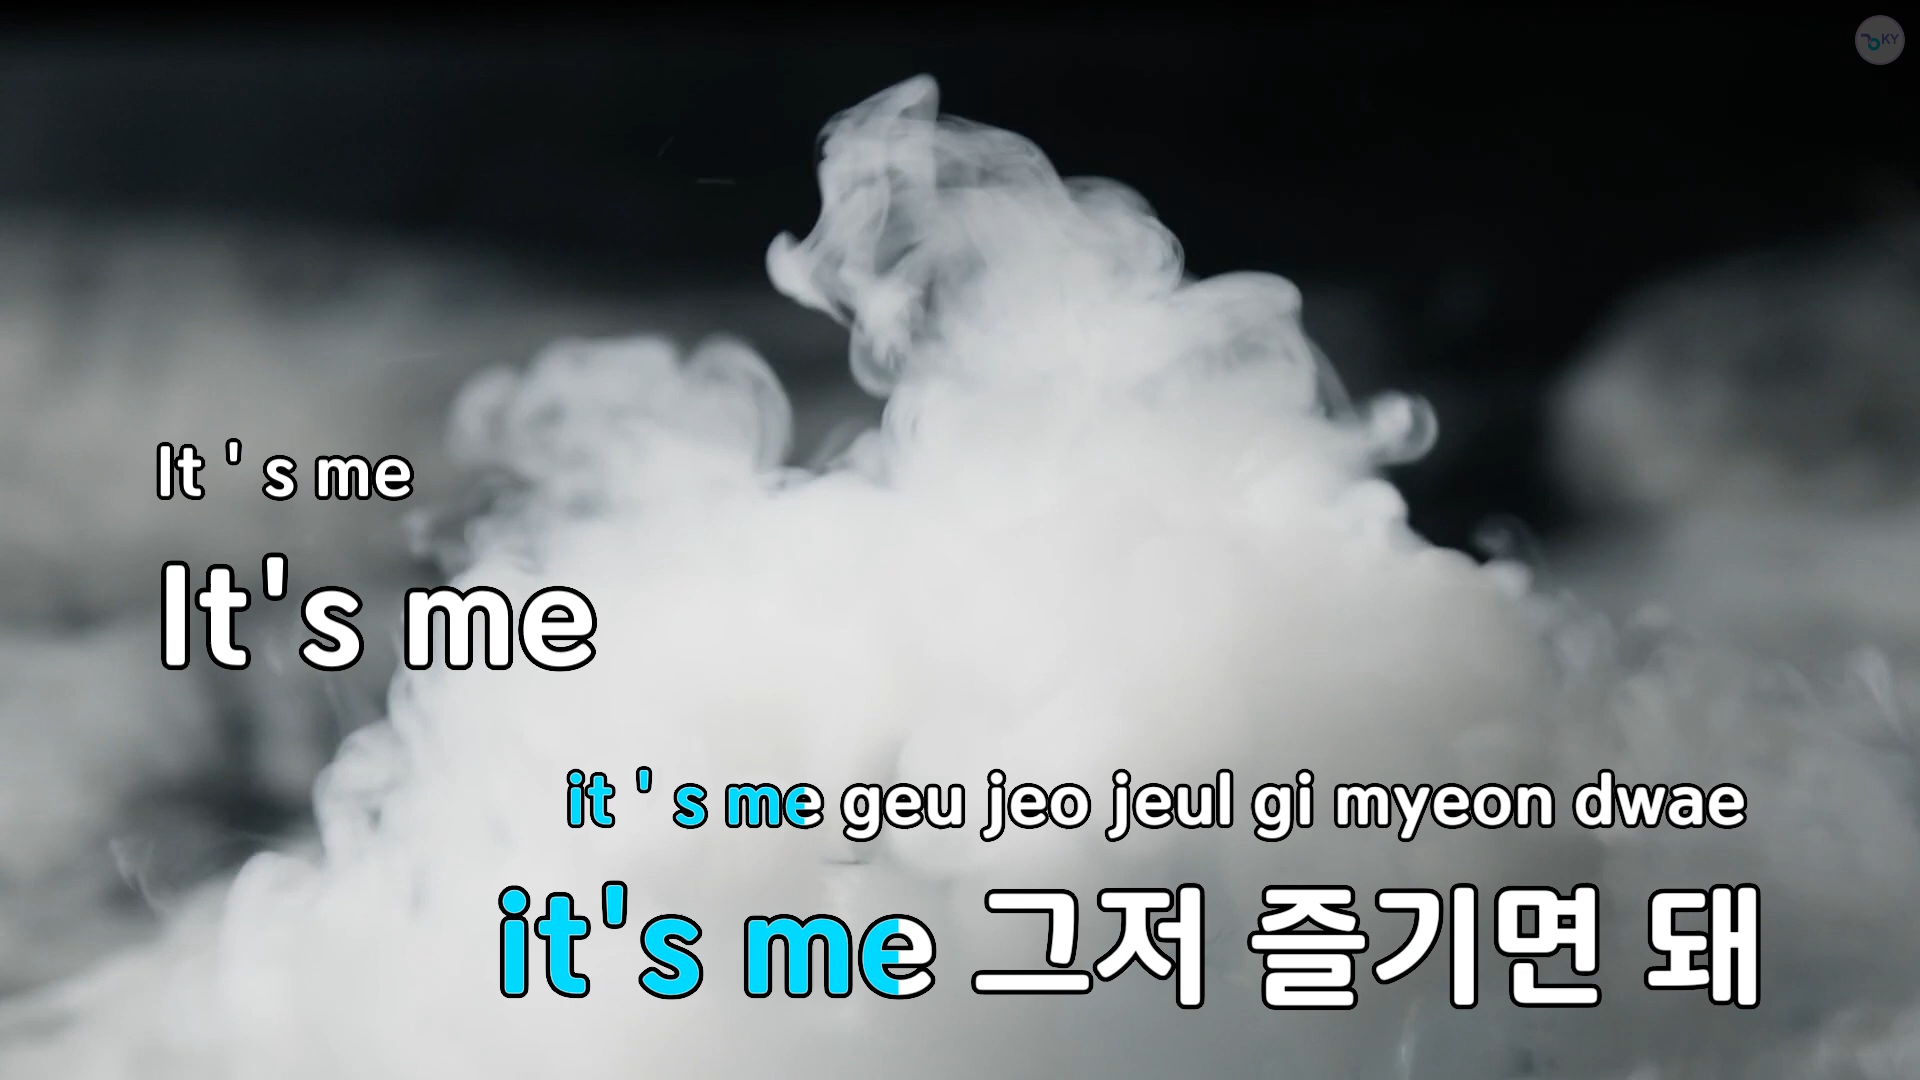 KY
It ' s me
It's me
it ' s me geu jeo jeul gi myeon dwae
it's me 그저 즐기면 돼